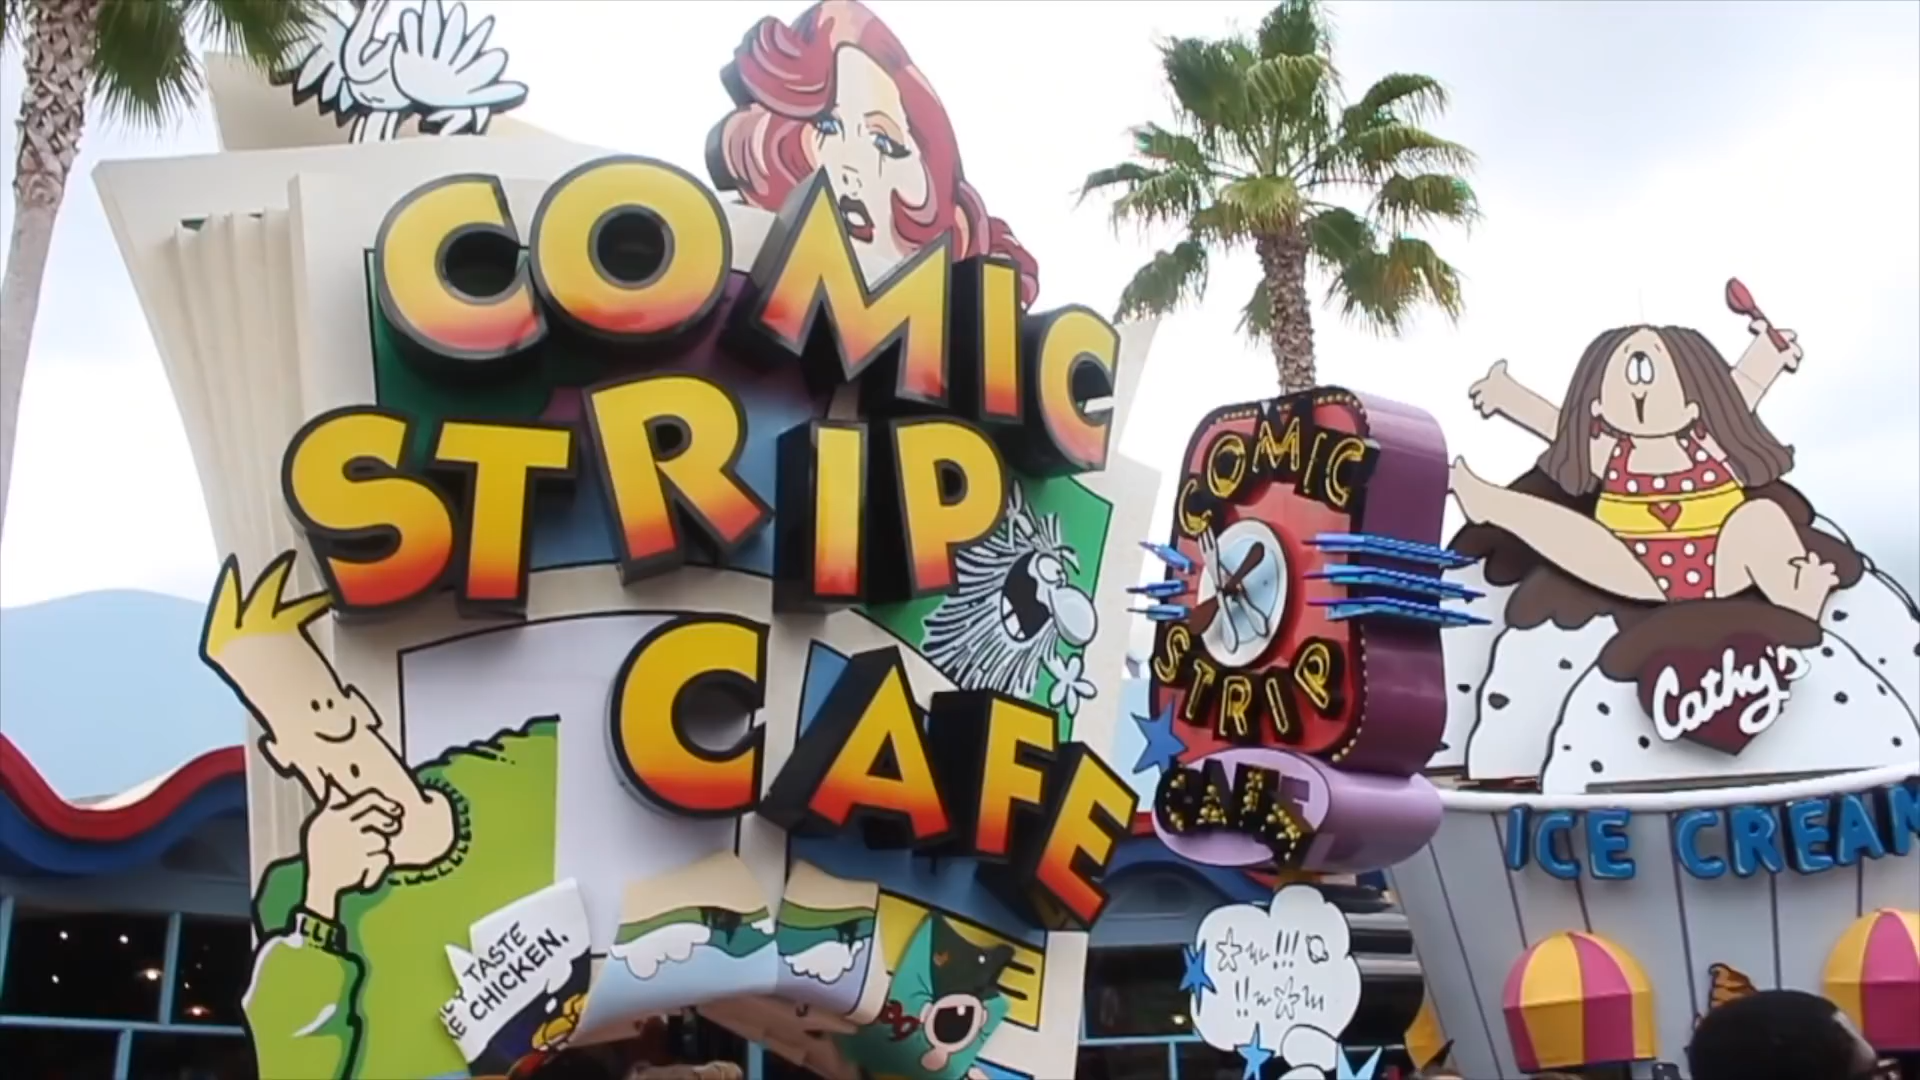 COMIC
STRIP
CAFE
COMIC
STRIP
CAFE
Cathy's
ICE CREAM
TASTE
CHICKEN.